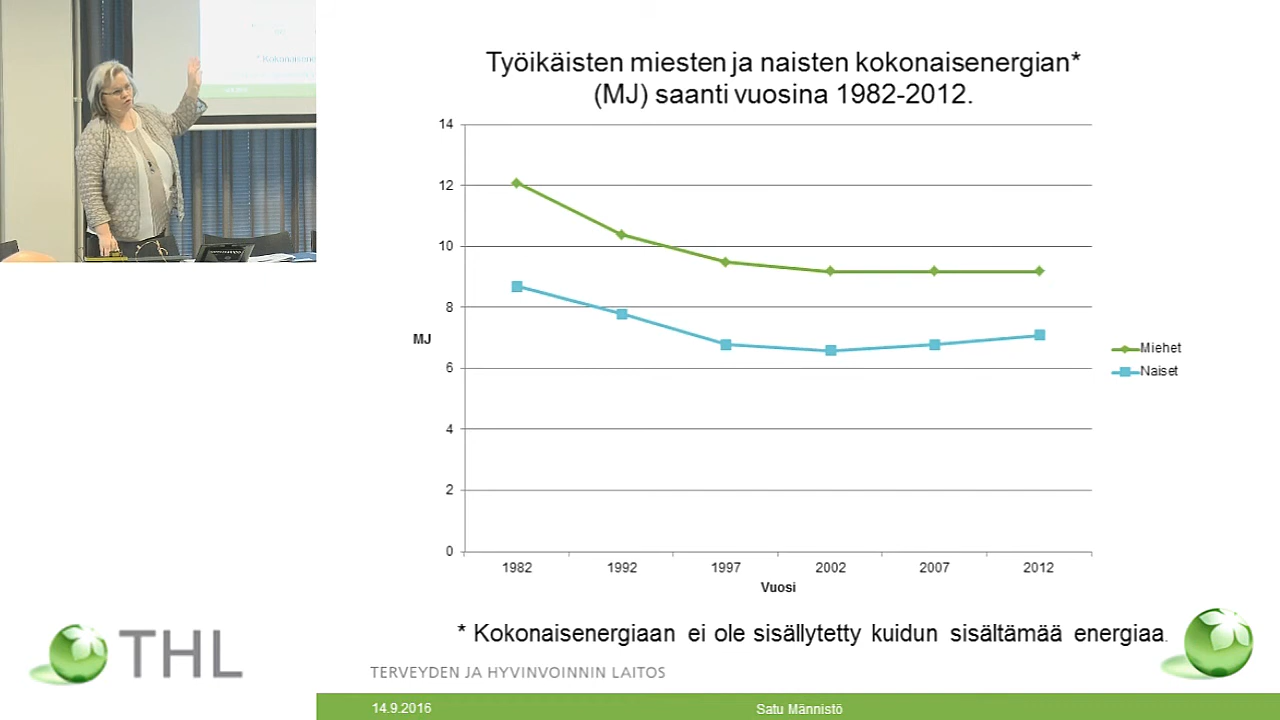 * Kokonaisene
Työikäisten miesten ja naisten kokonaisenergian*
(MJ) saanti vuosina 1982-2012.
14
12
10
8
6
4
2
0
MJ
1982 1992 1997 2002 2007 2012
Vuosi
Miehet
Naiset
* Kokonaisenergiaan ei ole sisällytetty kuidun sisältämää energiaa.
THL
TERVEYDEN JA HYVINVOINNIN LAITOS
14.9.2016 Satu Männistö